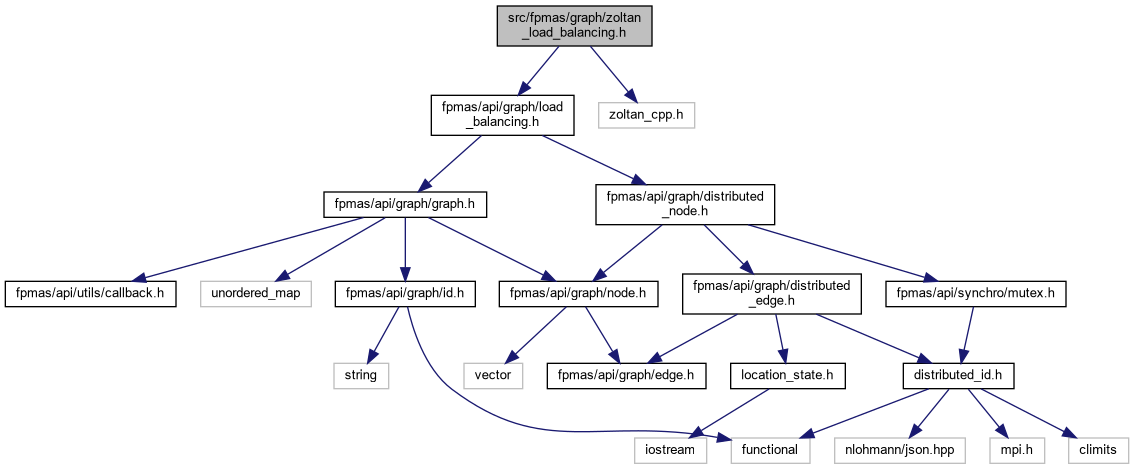 src/fpmas/graph/zoltan
_load_balancing.h
fpmas/api/graph/load
_balancing.h
zoltan_cpp.h
fpmas/api/graph/graph.h
fpmas/api/graph/distributed
_node.h
fpmas/api/utils/callback.h
unordered_map
fpmas/api/graph/id.h
fpmas/api/graph/node.h
fpmas/api/graph/distributed
_edge.h
fpmas/api/synchro/mutex.h
string
vector
fpmas/api/graph/edge.h
location_state.h
distributed_id.h
iostream
functional
nlohmann/json.hpp
mpi.h
climits